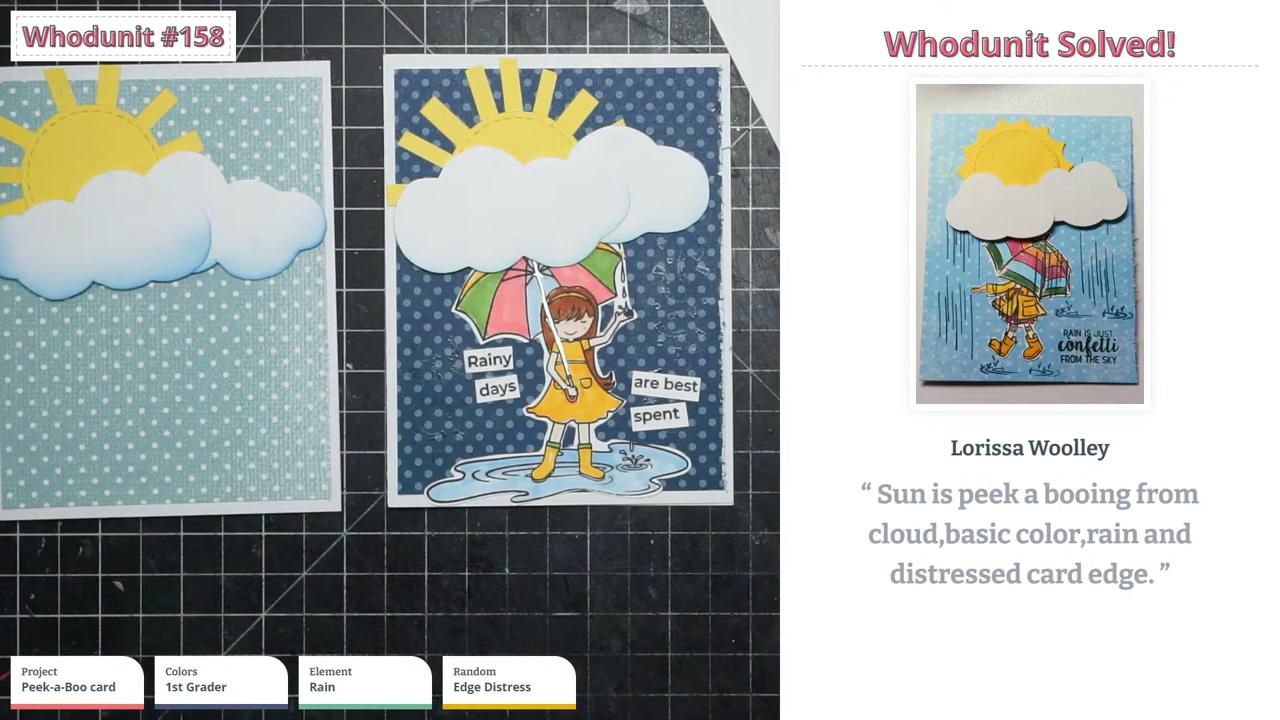 Whodunit #158
Whodunit Solved!
Rainy
days
are best
spent
RAIN IS JUST
confetti
FROM THE SKY
Lorissa Woolley
“ Sun is peek a booing from
cloud,basic color,rain and
distressed card edge. ”
Project
Peek-a-Boo card
Colors
1st Grader
Element
Rain
Random
Edge Distress